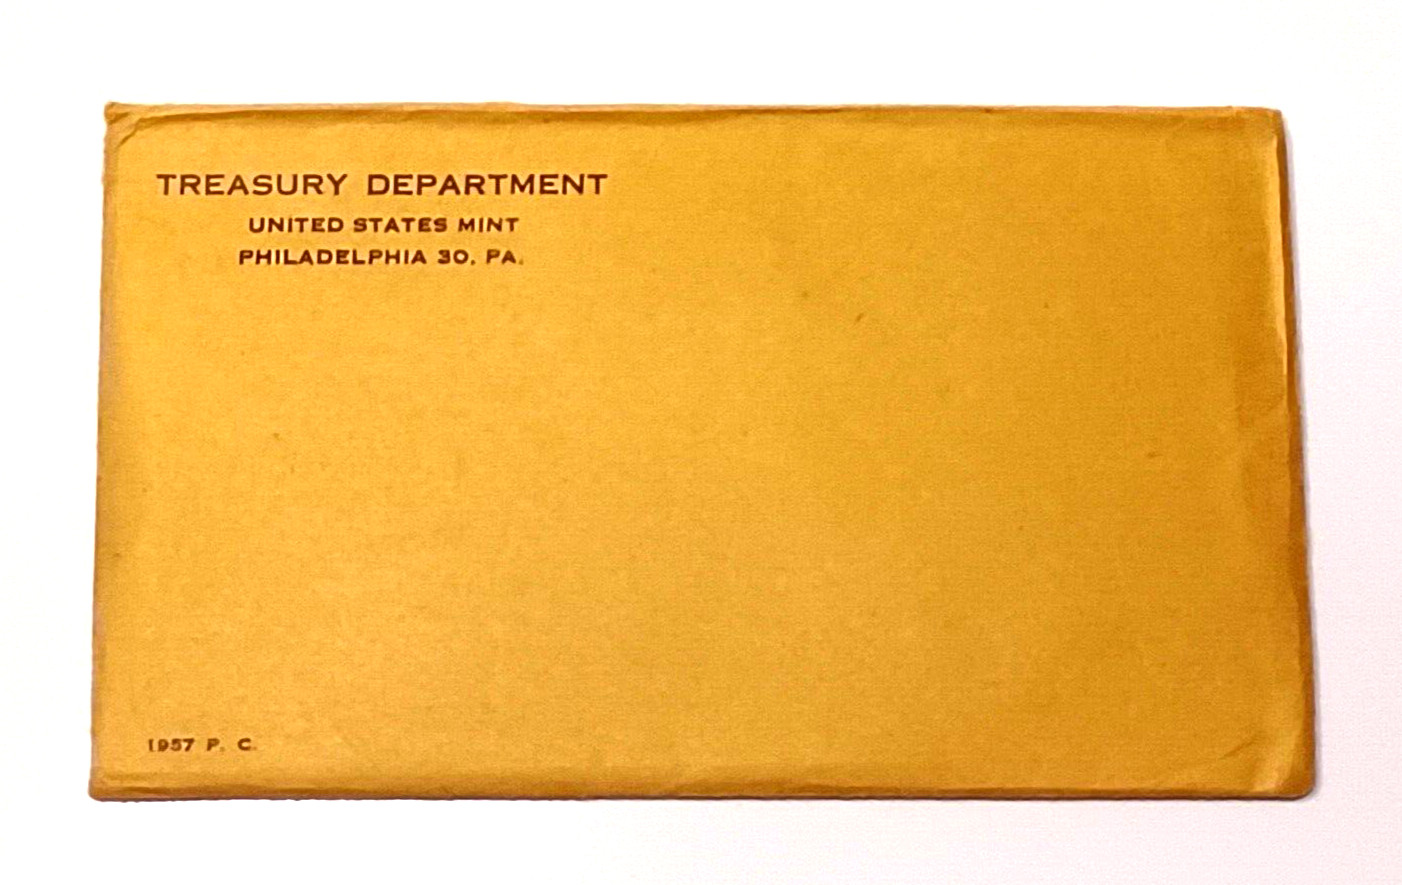 TREASURY DEPARTMENT
UNITED STATES MINT
PHILADELPHIA 30, PA.
1957 P. C.